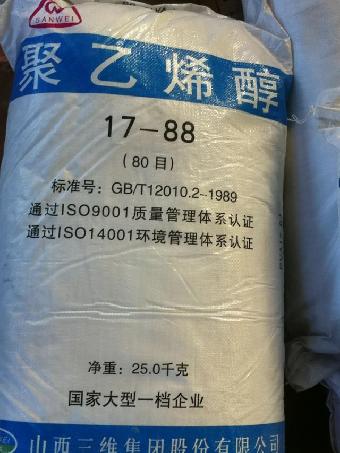 SANWEI
聚乙烯醇
17-88
(80目)
标准号：GB/T12010.2-1989
通过ISO9001质量管理体系认证
通过ISO14001环境管理体系认证
净重：25.0千克
国家大型一档企业
山西三维集团股份有限公司